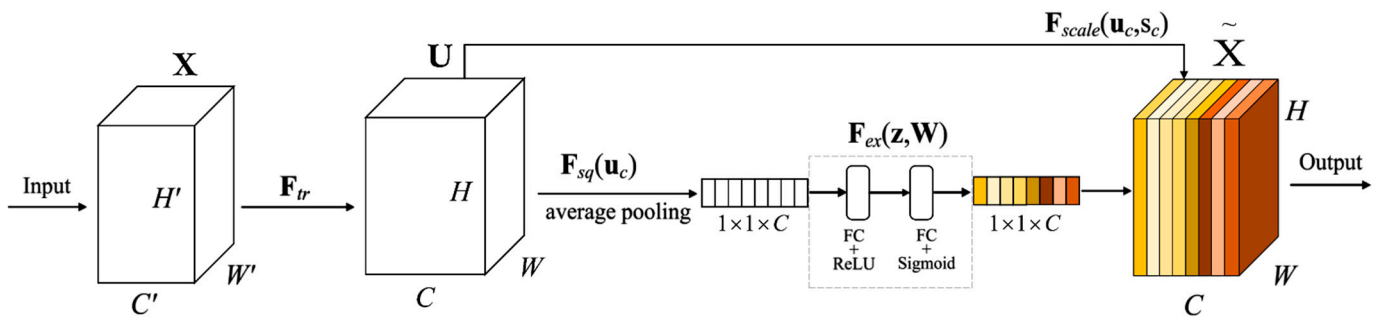 Input
X
H'
W'
C'
F_tr
U
H
W
C
F_sq(u_c)
average pooling
1×1×C
F_ex(z,W)
FC
+
ReLU
FC
+
Sigmoid
1×1×C
F_scale(u_c,s_c)
X̃
H
W
C
Output